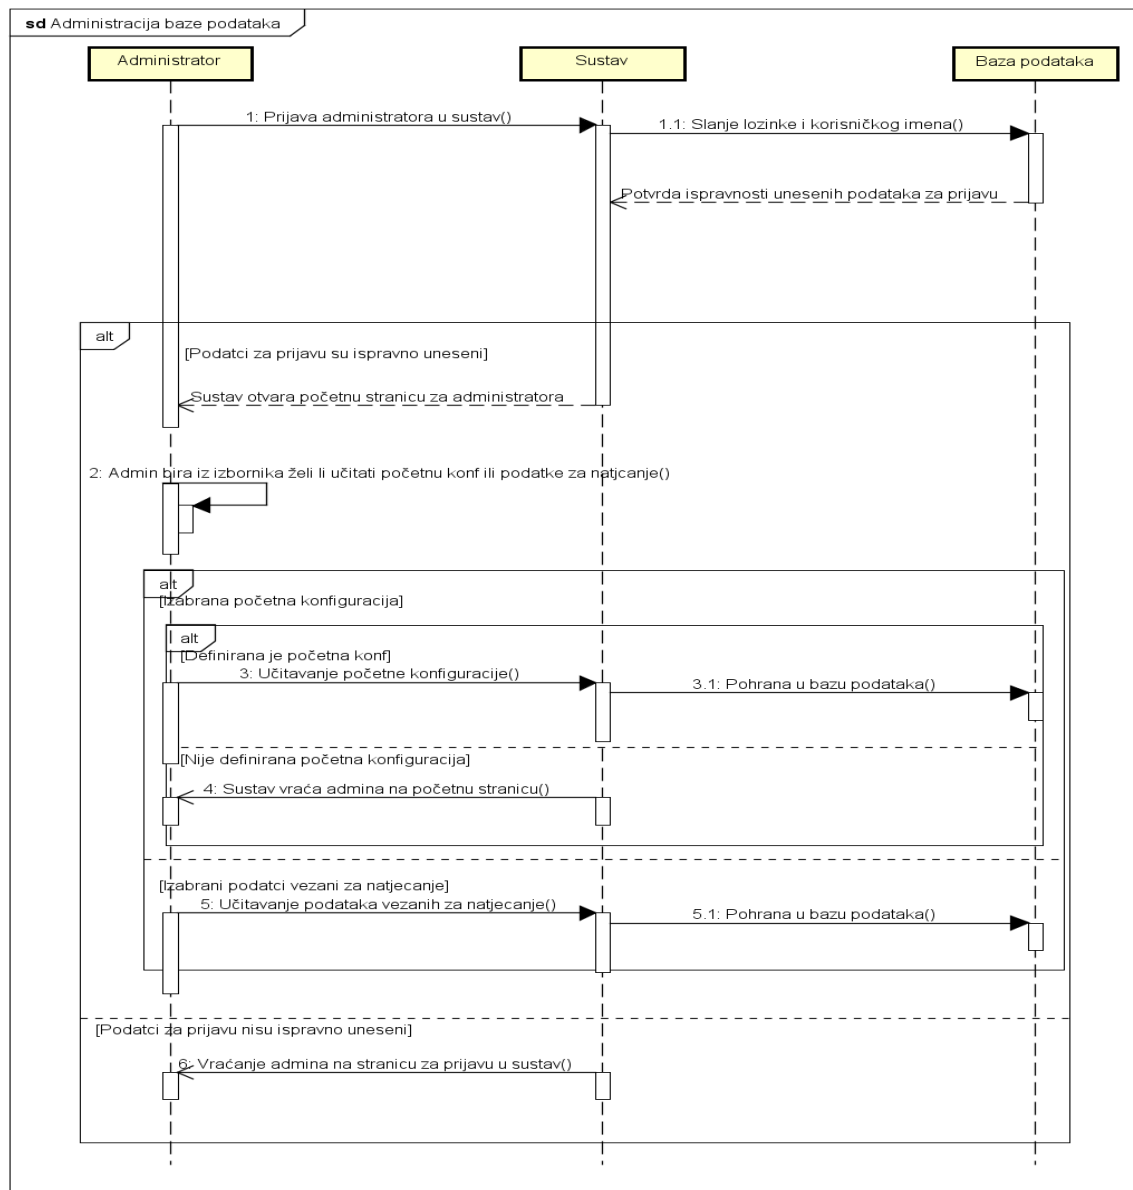 sd Administracija baze podataka
Administrator
Sustav
Baza podataka
1: Prijava administratora u sustav()
1.1: Slanje lozinke i korisničkog imena()
Potvrda ispravnosti unesenih podataka za prijavu
alt
[Podatci za prijavu su ispravno uneseni]
Sustav otvara početnu stranicu za administratora
2: Admin bira iz izbornika želi li učitati početnu konf ili podatke za natjcanje()
alt
[Izabrana početna konfiguracija]
alt
[Definirana je početna konf]
3: Učitavanje početne konfiguracije()
3.1: Pohrana u bazu podataka()
[Nije definirana početna konfiguracija]
4: Sustav vraća admina na početnu stranicu()
[Izabrani podatci vezani za natjecanje]
5: Učitavanje podataka vezanih za natjecanje()
5.1: Pohrana u bazu podataka()
[Podatci za prijavu nisu ispravno uneseni]
6: Vraćanje admina na stranicu za prijavu u sustav()